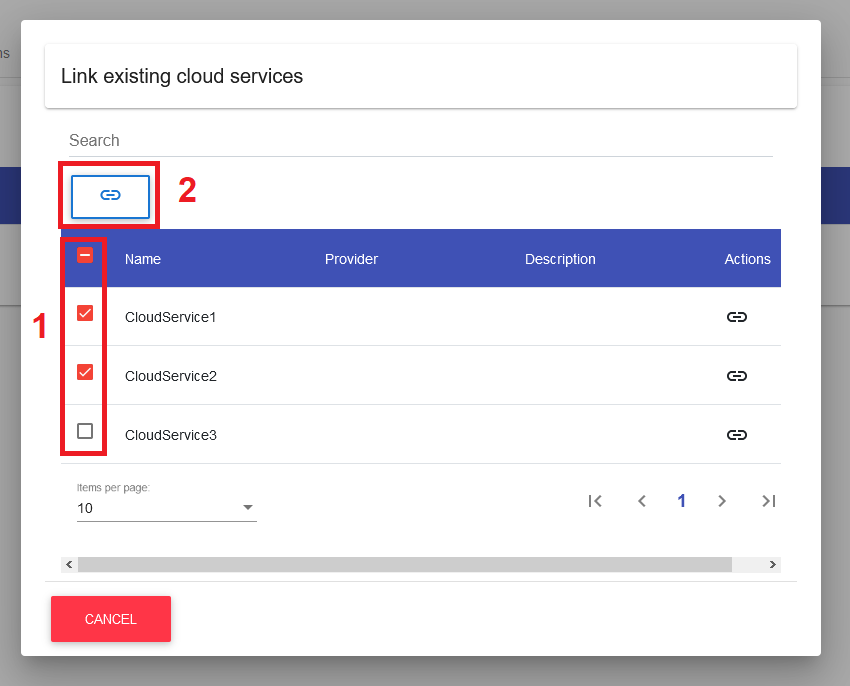 ns
Link existing cloud services
Search
2
Name Provider Description Actions
1
CloudService1
CloudService2
CloudService3
Items per page:
10
1
CANCEL